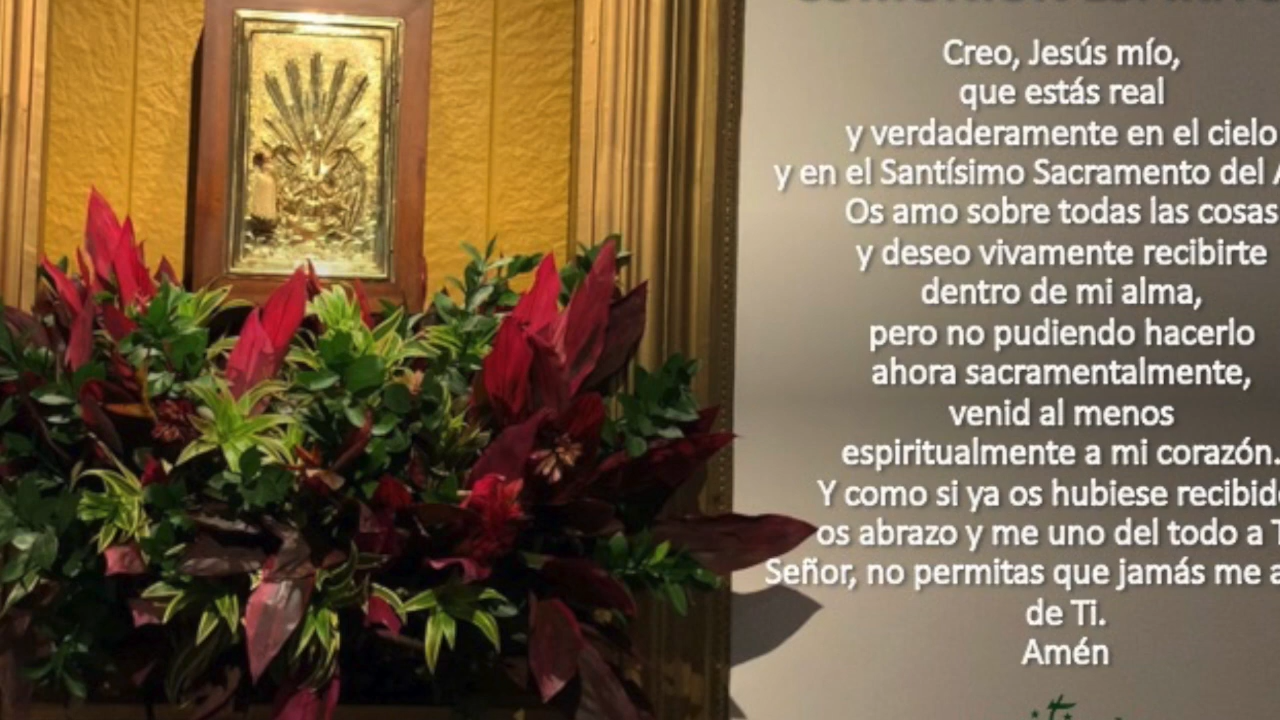 Creo, Jesús mío,
que estás real
y verdaderamente en el cielo
y en el Santísimo Sacramento del
Os amo sobre todas las cosas
y deseo vivamente recibirte
dentro de mi alma,
pero no pudiendo hacerlo
ahora sacramentalmente,
venid al menos
espiritualmente a mi corazón.
Y como si ya os hubiese
os abrazo y me uno del todo a
Señor, no permitas que jamás me
de Ti.
Amén